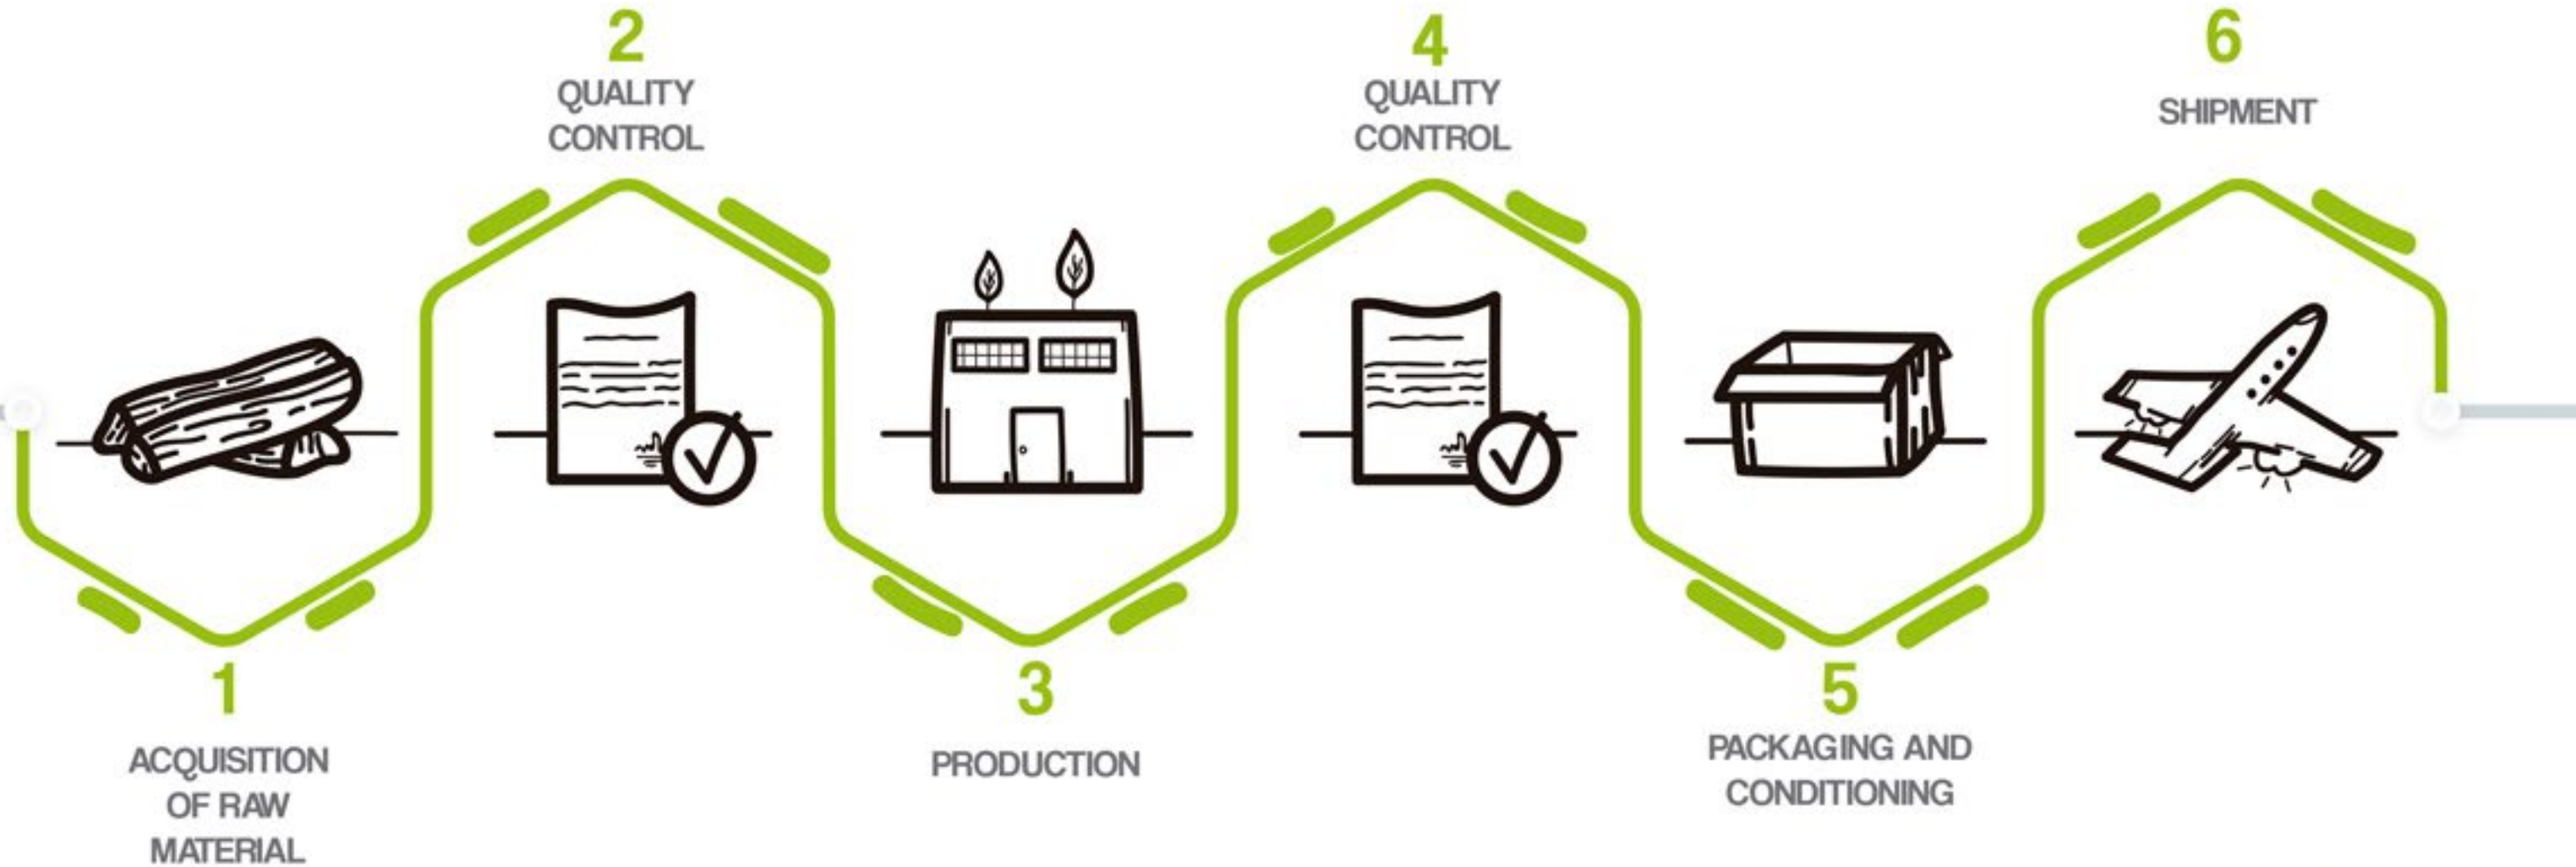 1
ACQUISITION
OF RAW
MATERIAL
2
QUALITY
CONTROL
3
PRODUCTION
4
QUALITY
CONTROL
5
PACKAGING AND
CONDITIONING
6
SHIPMENT